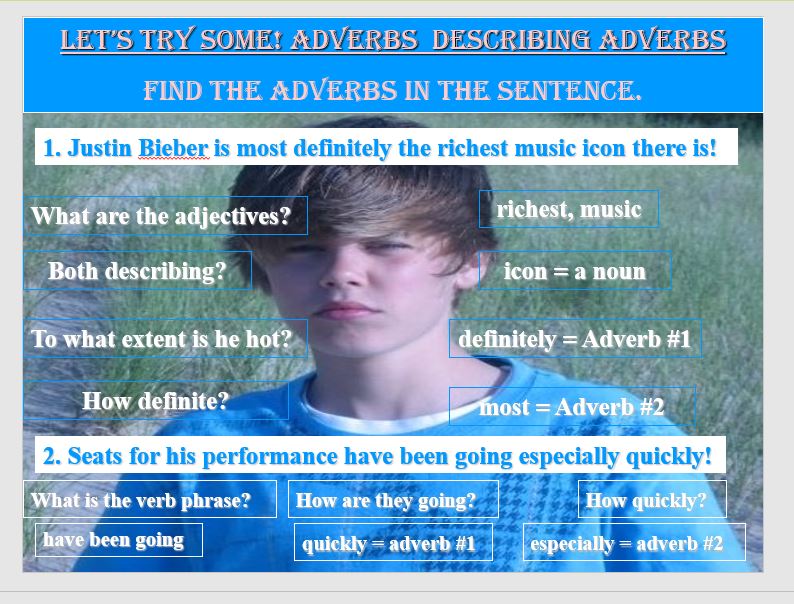 LET'S TRY SOME! ADVERBS DESCRIBING ADVERBS
FIND THE ADVERBS IN THE SENTENCE.
1. Justin Bieber is most definitely the richest music icon there is!
What are the adjectives?
richest, music
Both describing?
icon = a noun
To what extent is he hot?
definitely = Adverb #1
How definite?
most = Adverb #2
2. Seats for his performance have been going especially quickly!
What is the verb phrase?
How are they going?
How quickly?
have been going
quickly = adverb #1
especially = adverb #2